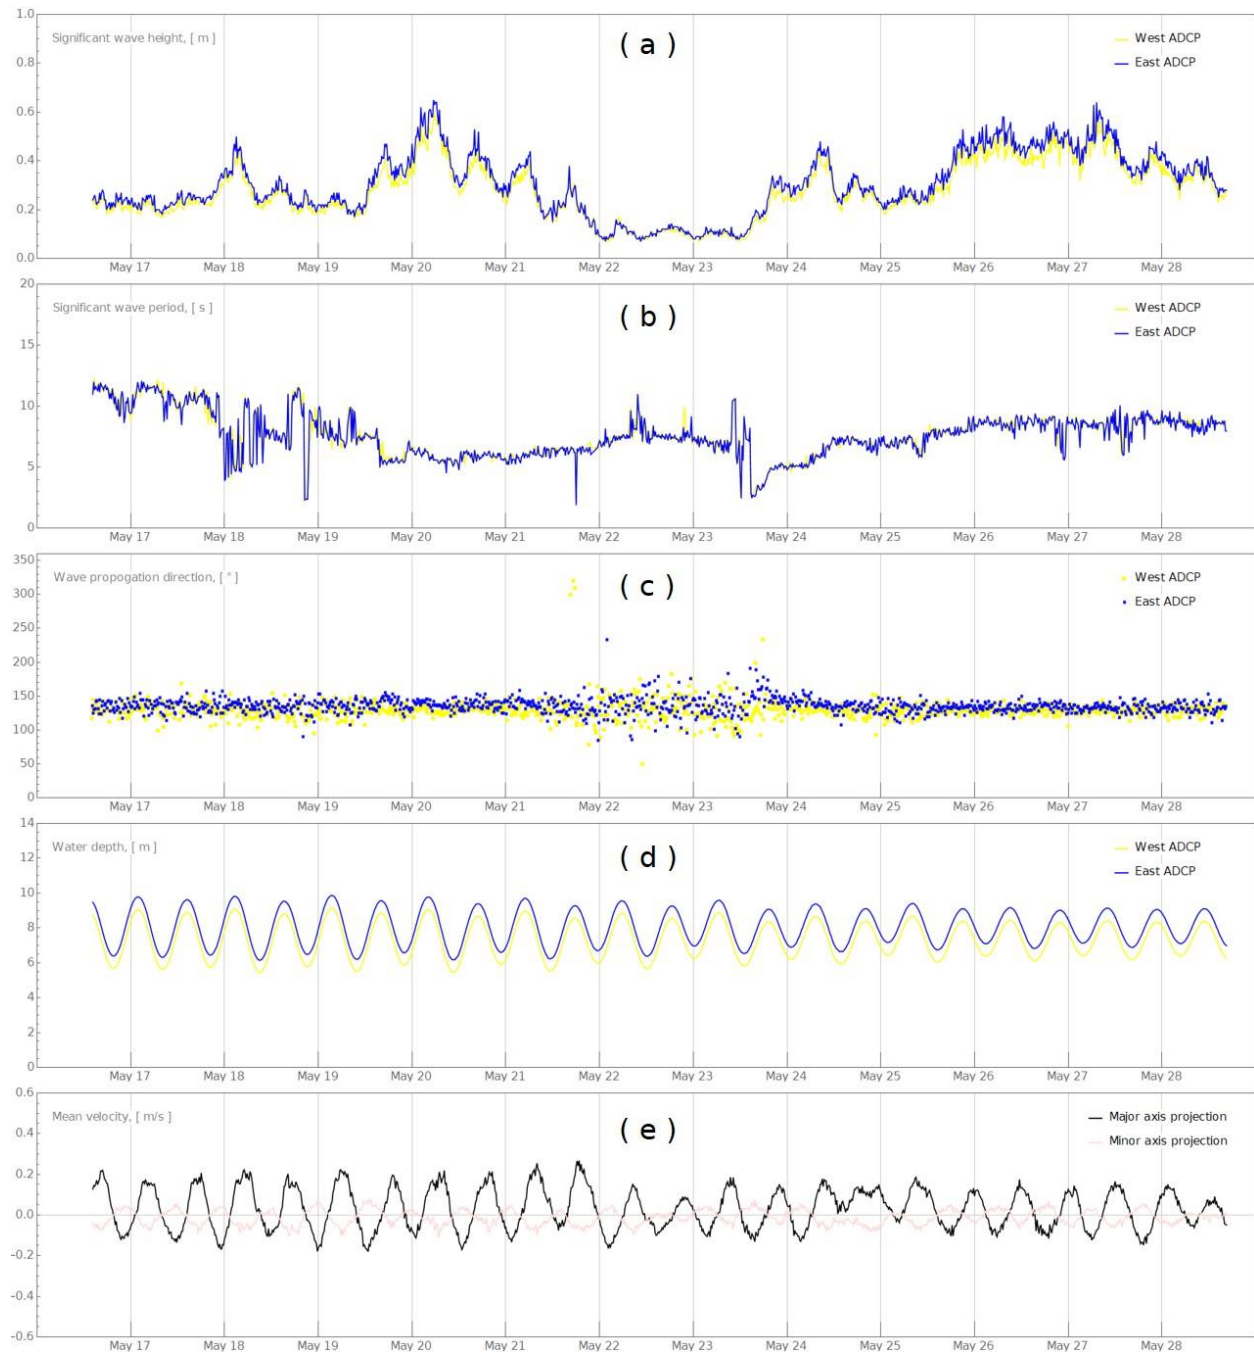 1.0
Significant wave height, [ m ]
( a )
West ADCP
East ADCP
0.8
0.6
0.4
0.2
0.0
May 17 May 18 May 19 May 20 May 21 May 22 May 23 May 24 May 25 May 26 May 27 May 28
20
Significant wave period, [ s ]
( b )
West ADCP
East ADCP
15
10
5
0
May 17 May 18 May 19 May 20 May 21 May 22 May 23 May 24 May 25 May 26 May 27 May 28
350
Wave propogation direction, [ ° ]
( c )
West ADCP
East ADCP
300
250
200
150
100
50
0
May 17 May 18 May 19 May 20 May 21 May 22 May 23 May 24 May 25 May 26 May 27 May 28
14
Water depth, [ m ]
( d )
West ADCP
East ADCP
12
10
8
6
4
2
0
May 17 May 18 May 19 May 20 May 21 May 22 May 23 May 24 May 25 May 26 May 27 May 28
0.6
Mean velocity, [ m/s ]
( e )
Major axis projection
Minor axis projection
0.4
0.2
0.0
-0.2
-0.4
-0.6
May 17 May 18 May 19 May 20 May 21 May 22 May 23 May 24 May 25 May 26 May 27 May 28